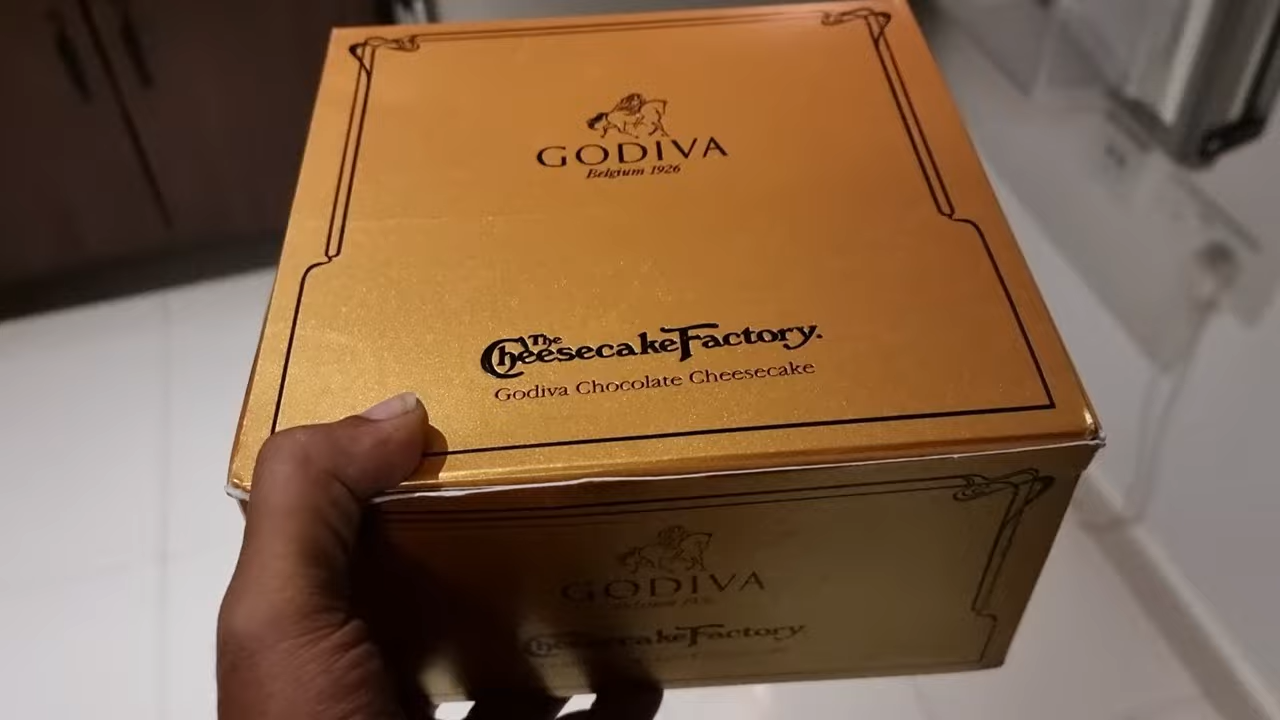 GODIVA
Belgium 1926
The
CheesecakeFactory.
Godiva Chocolate Cheesecake
GODIVA
CheesecakeFactory